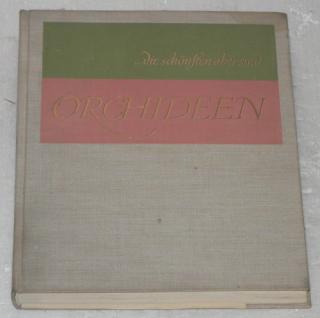 ...die schönsten aber sind
ORCHIDEEN